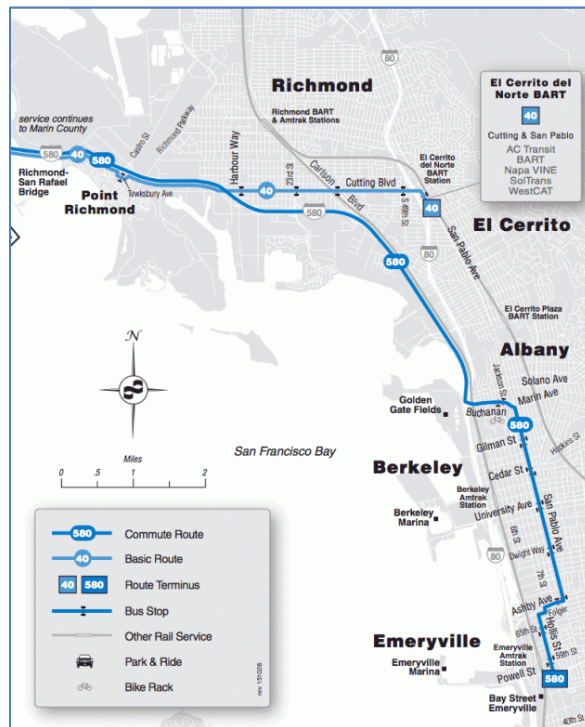 80
Richmond
El Cerrito del
Norte BART
40
Cutting & San Pablo
AC Transit
BART
Napa VINE
SolTrans
WestCAT
service continues
to Marin County
580
40
580
Richmond-
San Rafael
Bridge
Castro St
Richmond Parkway
Point
Richmond
Tewksbury Ave
Richmond BART
& Amtrak Stations
Harbour Way
23rd St
Carlson
Blvd
40
Cutting Blvd
580
S 49th St
El Cerrito
del Norte
BART
Station
40
El Cerrito
San Pablo Ave
80
580
El Cerrito Plaza
BART Station
Albany
Jackson St
Solano Ave
Marin Ave
Buchanan
580
Golden
Gate Fields
Gilman St
Hopkins St
N
San Francisco Bay
Miles
0 .5 1 2
Berkeley
Cedar St
Berkeley
Amtrak
Station
University Ave
San Pablo Ave
Berkeley
Marina
6th St
80
Dwight Way
7th St
Ashby Ave
Folger
Hollis St
65th St
Emeryville
Emeryville
Amtrak
Station
59th St
Emeryville
Marina
Powell St
580
Bay Street
Emeryville
40th St
580 Commute Route
40 Basic Route
40 580 Route Terminus
Bus Stop
Other Rail Service
Park & Ride
Bike Rack